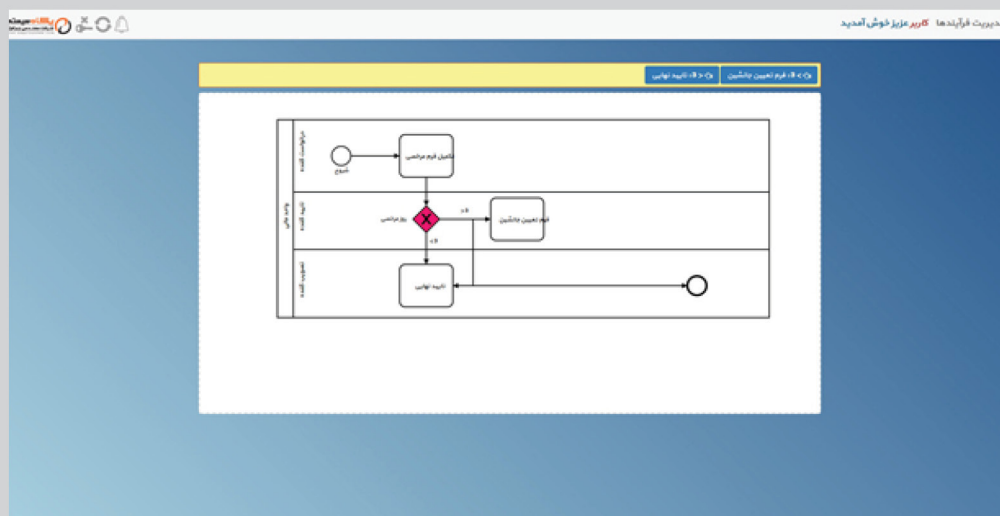 مدیریت فرآیندها کاربر عزیز خوش آمدید
فرم تعیین جانشین
تایید نهایی
درخواست کننده
شروع
تکمیل فرم مرخصی
واحد مالی
تایید کننده
روز مرخصی
فرم تعیین جانشین
تصویب کننده
تایید نهایی